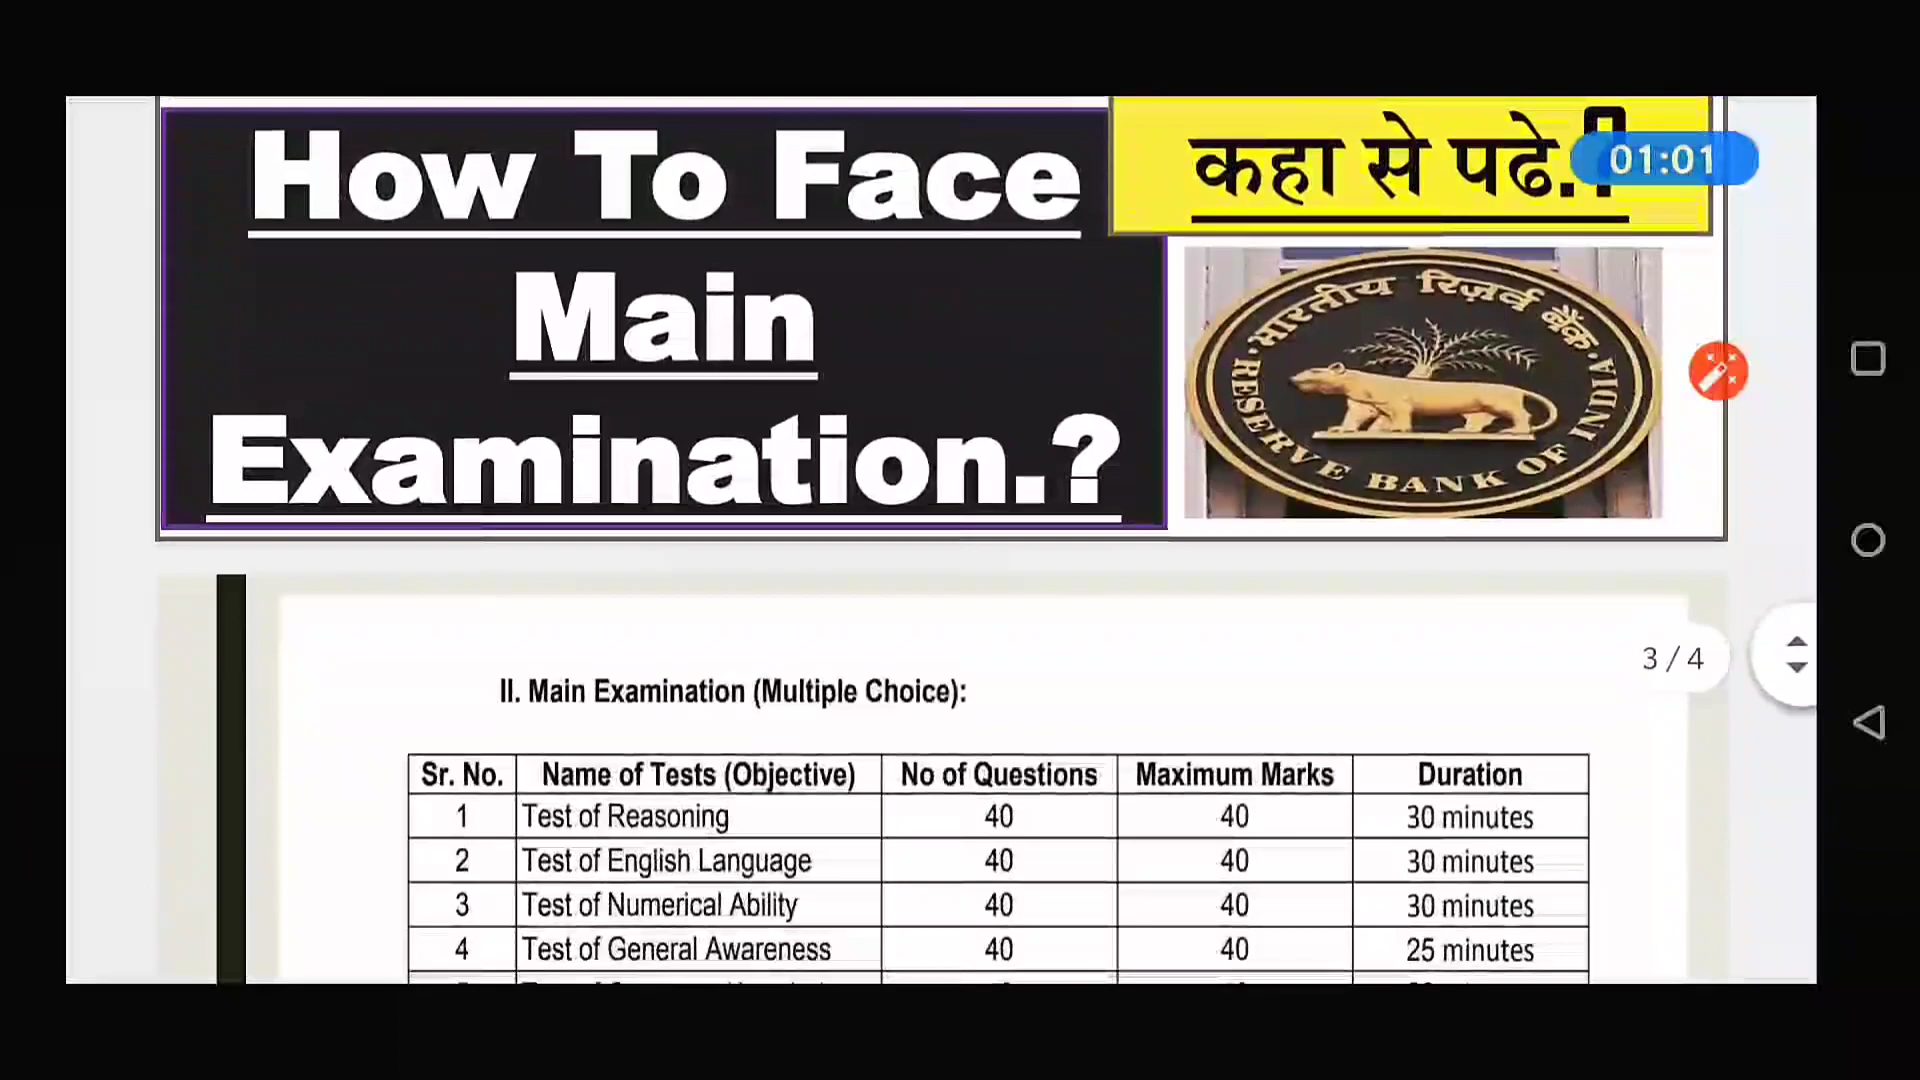 How To Face
Main
Examination.?
कहा से पढे.?
01:01
भारतीय रिज़र्व बैंक
RESERVE BANK OF INDIA
3 / 4
II. Main Examination (Multiple Choice):
Sr. No. Name of Tests (Objective) No of Questions Maximum Marks Duration
1 Test of Reasoning 40 40 30 minutes
2 Test of English Language 40 40 30 minutes
3 Test of Numerical Ability 40 40 30 minutes
4 Test of General Awareness 40 40 25 minutes